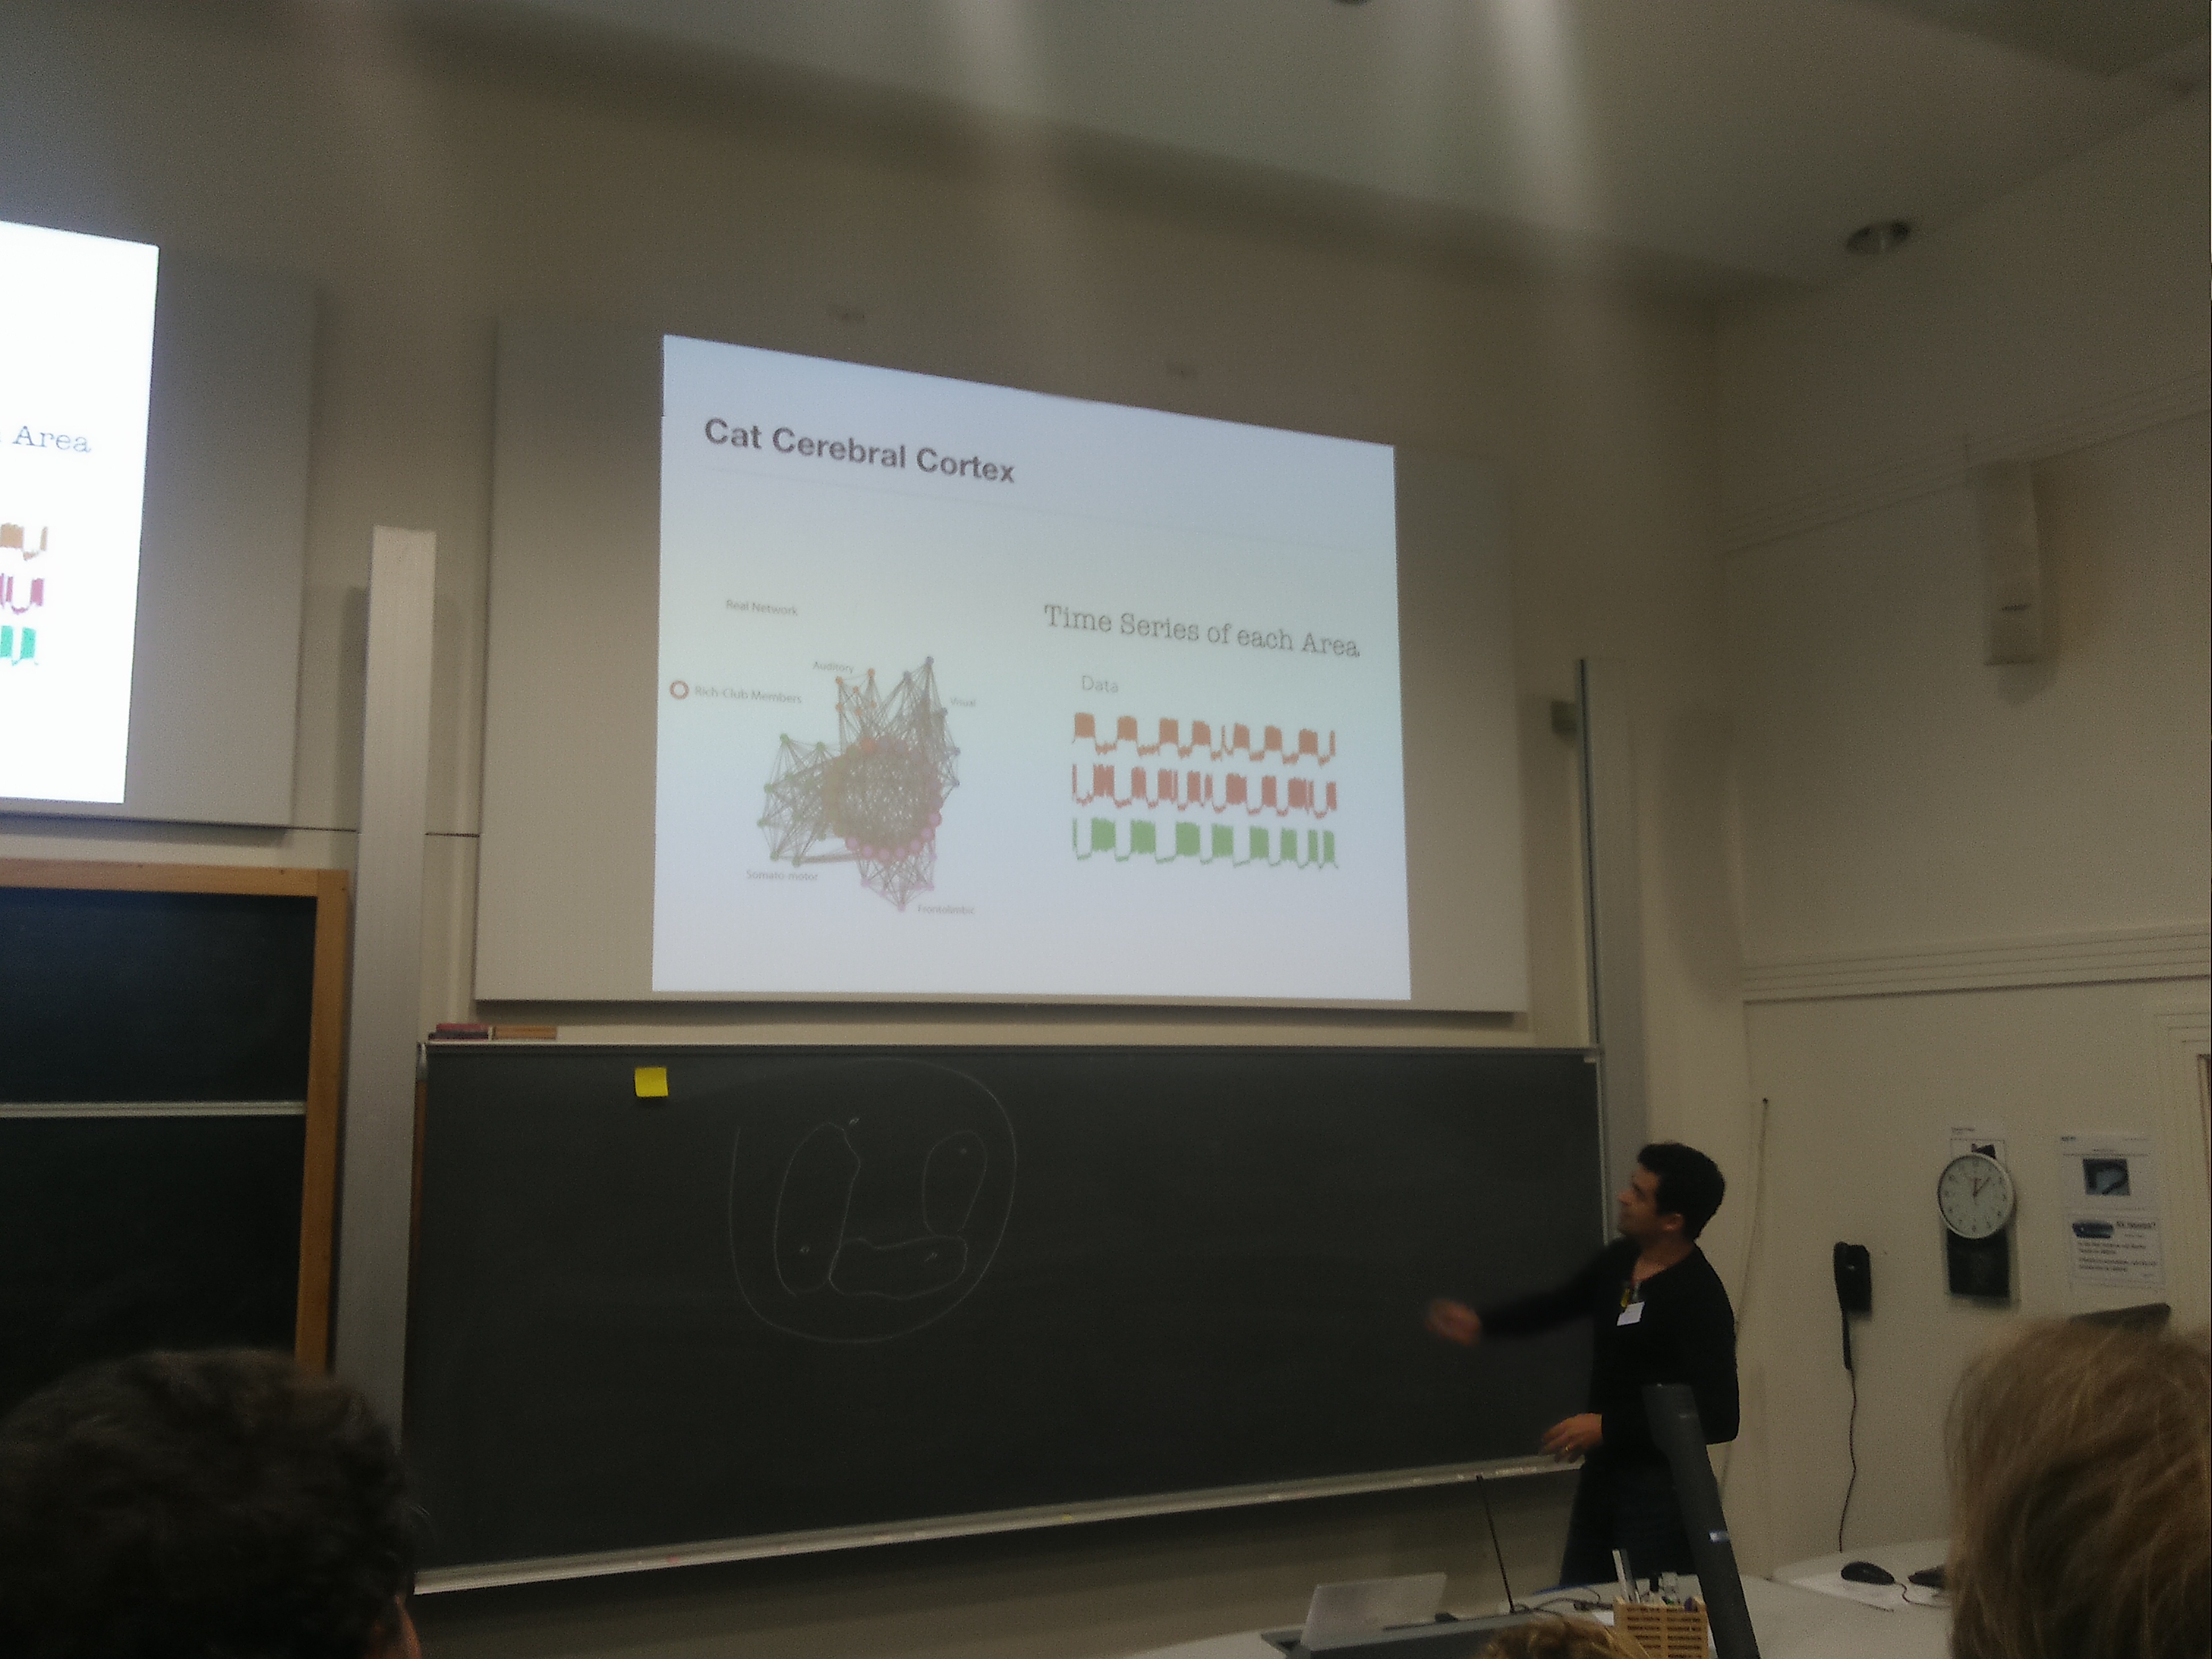 Area
Cat Cerebral Cortex
Real Network
Time Series of each Area
Auditory
Rich-Club Members
Visual
Data
Somato-motor
Frontolimbic